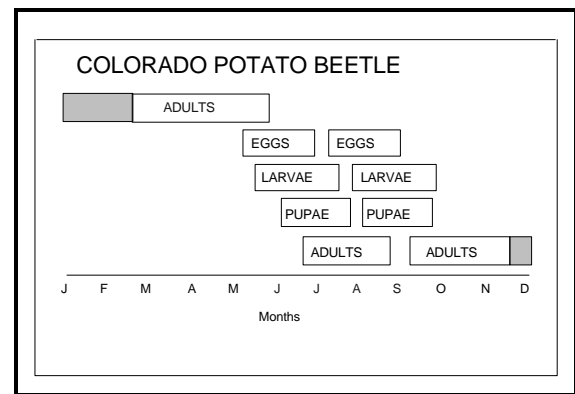 COLORADO POTATO BEETLE
ADULTS
EGGS EGGS
LARVAE LARVAE
PUPAE PUPAE
ADULTS ADULTS
J F M A M J J A S O N D
Months